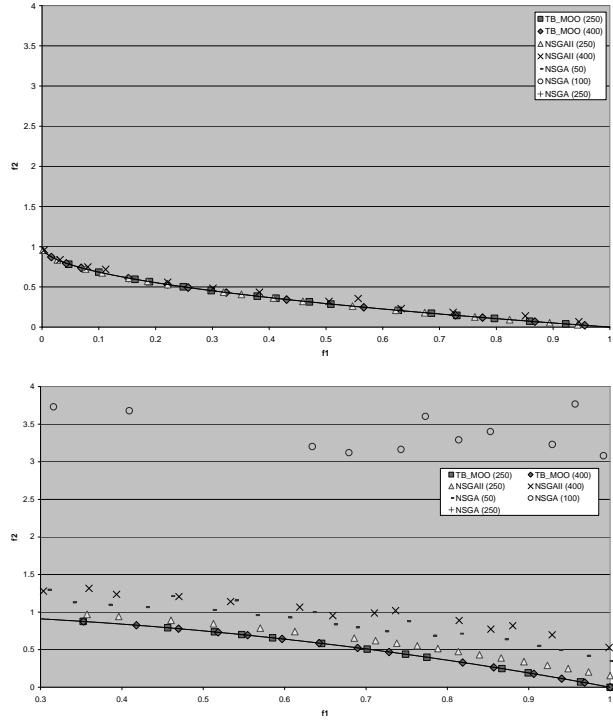 4
3.5
3
2.5
2
1.5
1
0.5
0
f2
0 0.1 0.2 0.3 0.4 0.5 0.6 0.7 0.8 0.9 1
f1
TB_MOO (250)
TB_MOO (400)
NSGAII (250)
NSGAII (400)
NSGA (50)
NSGA (100)
NSGA (250)
4
3.5
3
2.5
2
1.5
1
0.5
0
f2
0.3 0.4 0.5 0.6 0.7 0.8 0.9 1
f1
TB_MOO (250) TB_MOO (400)
NSGAII (250) NSGAII (400)
NSGA (50) NSGA (100)
NSGA (250)